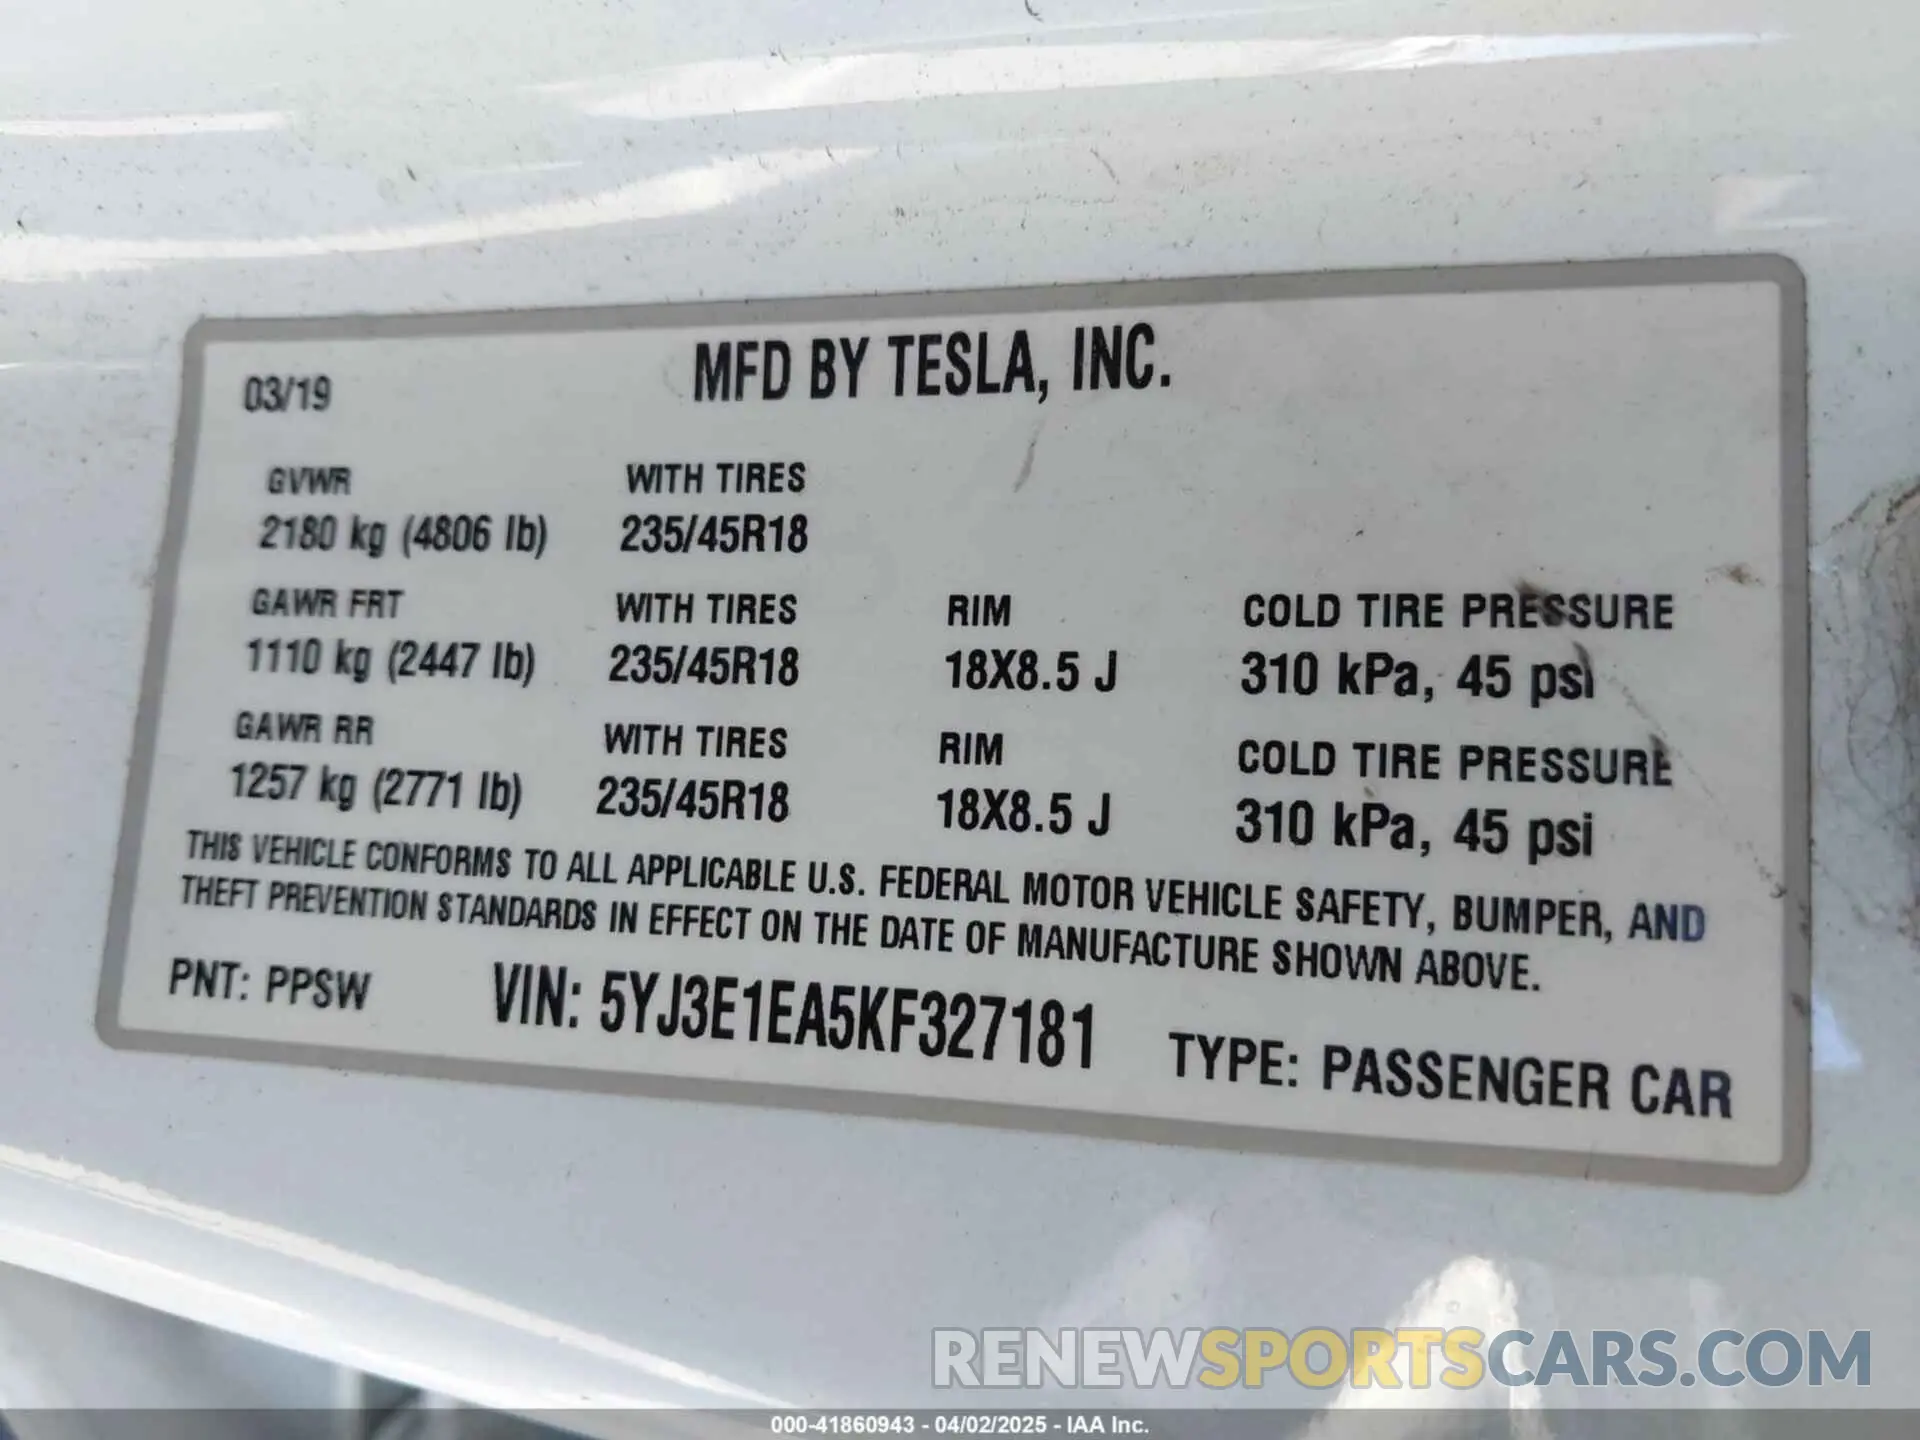 03/19 MFD BY TESLA, INC.
GVWR WITH TIRES
2180 kg (4806 lb) 235/45R18
GAWR FRT WITH TIRES RIM COLD TIRE PRESSURE
1110 kg (2447 lb) 235/45R18 18X8.5 J 310 kPa, 45 psi
GAWR RR WITH TIRES RIM COLD TIRE PRESSURE
1257 kg (2771 lb) 235/45R18 18X8.5 J 310 kPa, 45 psi
THIS VEHICLE CONFORMS TO ALL APPLICABLE U.S. FEDERAL MOTOR VEHICLE SAFETY, BUMPER, AND
THEFT PREVENTION STANDARDS IN EFFECT ON THE DATE OF MANUFACTURE SHOWN ABOVE.
PNT: PPSW VIN: 5YJ3E1EA5KF327181 TYPE: PASSENGER CAR
RENEWSPORTSCARS.COM
000-41860943 - 04/02/2025 - IAA Inc.